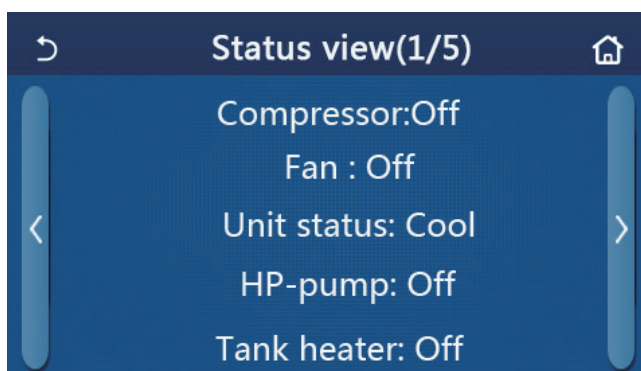 Status view(1/5)
Compressor:Off
Fan : Off
Unit status: Cool
HP-pump: Off
Tank heater: Off